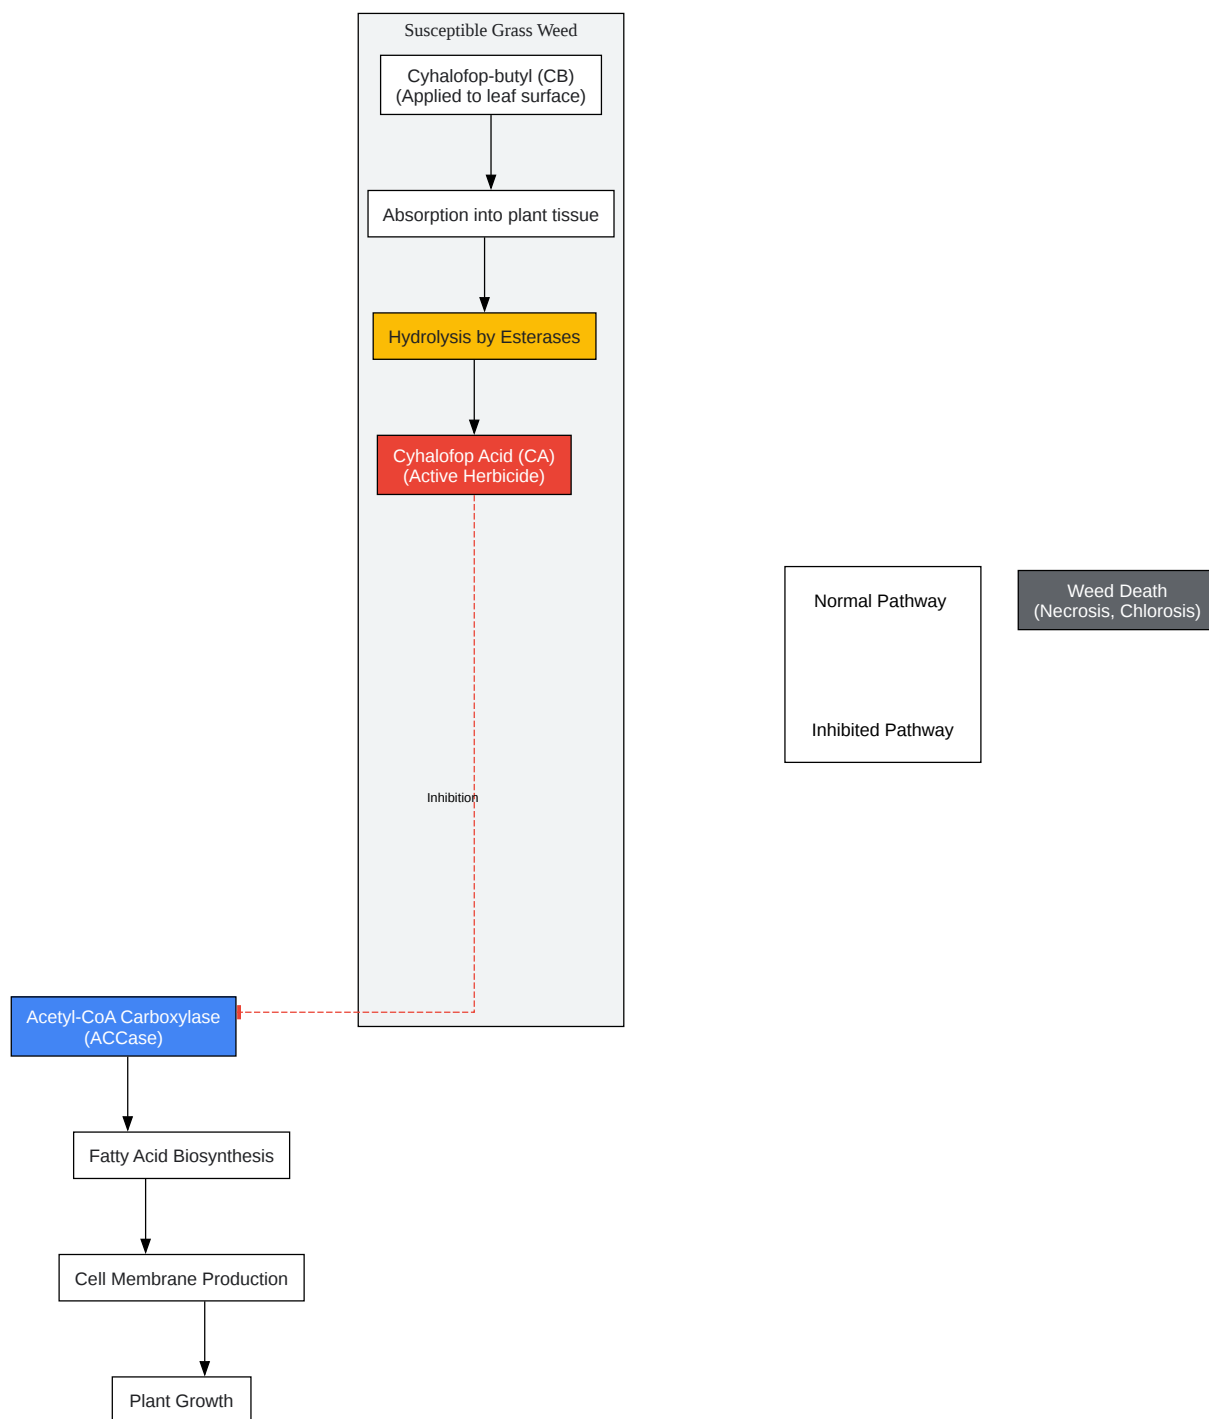 Susceptible Grass Weed
Cyhalofop-butyl (CB)
(Applied to leaf surface)
Absorption into plant tissue
Hydrolysis by Esterases
Cyhalofop Acid (CA)
(Active Herbicide)
Normal Pathway
Weed Death
(Necrosis, Chlorosis)
Inhibited Pathway
Inhibition
Acetyl-CoA Carboxylase
(ACCase)
Fatty Acid Biosynthesis
Cell Membrane Production
Plant Growth